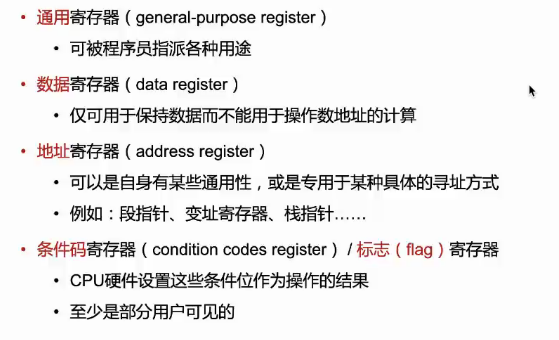 • 通用寄存器（general-purpose register）
• 可被程序员指派各种用途
• 数据寄存器（data register）
• 仅可用于保持数据而不能用于操作数地址的计算
• 地址寄存器（address register）
• 可以是自身有某些通用性，或是专用于某种具体的寻址方式
• 例如：段指针、变址寄存器、栈指针……
• 条件码寄存器（condition codes register）/ 标志（flag）寄存器
• CPU硬件设置这些条件位作为操作的结果
• 至少是部分用户可见的